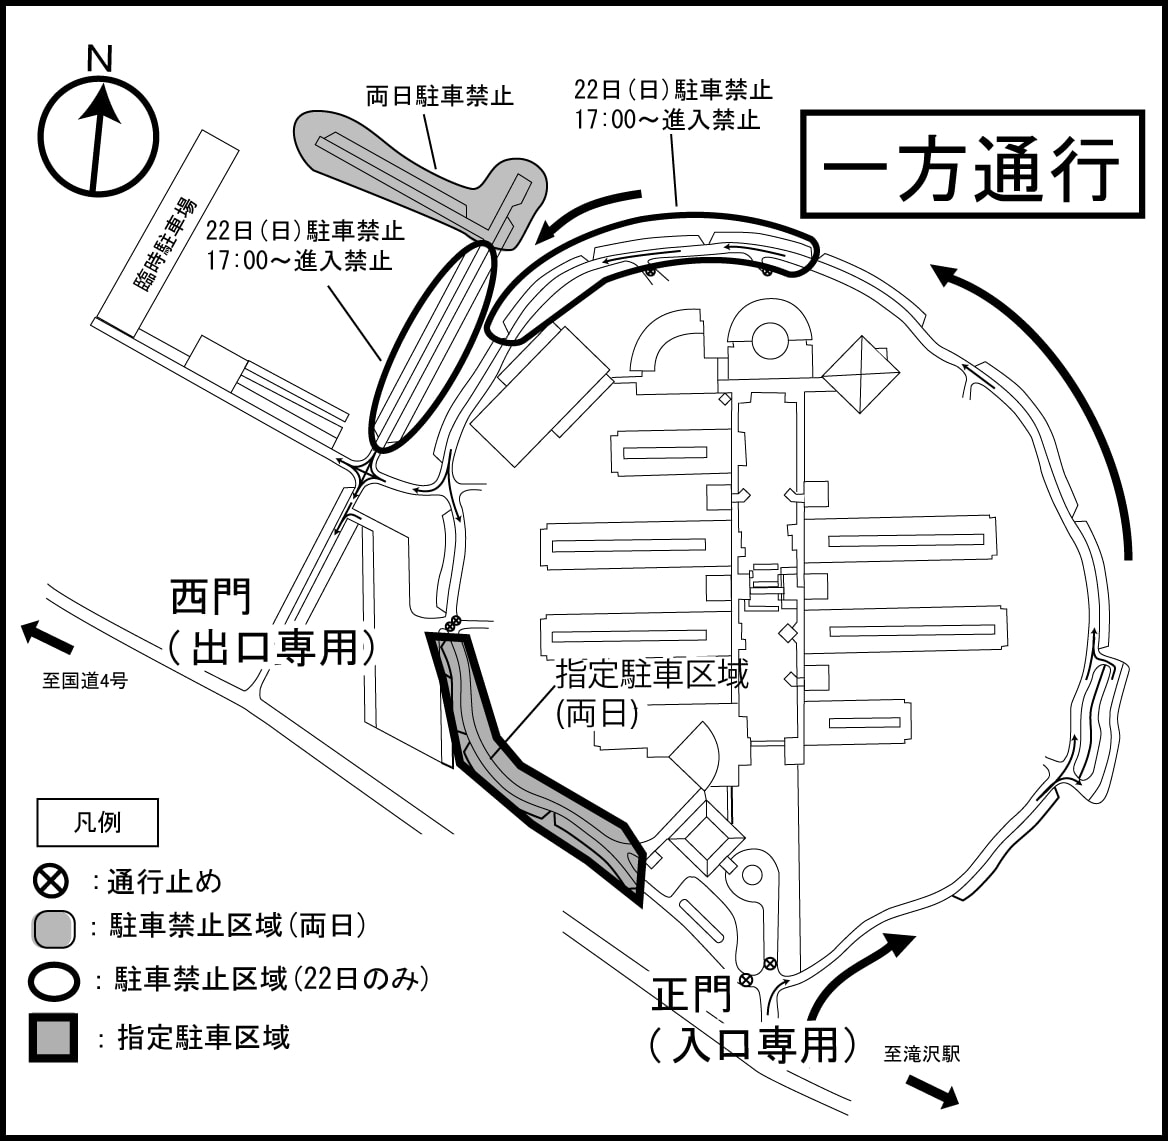 N
両日駐車禁止
22日(日)駐車禁止
17:00～進入禁止
一方通行
臨時駐車場
22日(日)駐車禁止
17:00～進入禁止
西門
(出口専用)
至国道4号
指定駐車区域
(両日)
凡例
:通行止め
:駐車禁止区域(両日)
:駐車禁止区域(22日のみ)
:指定駐車区域
正門
(入口専用)
至滝沢駅